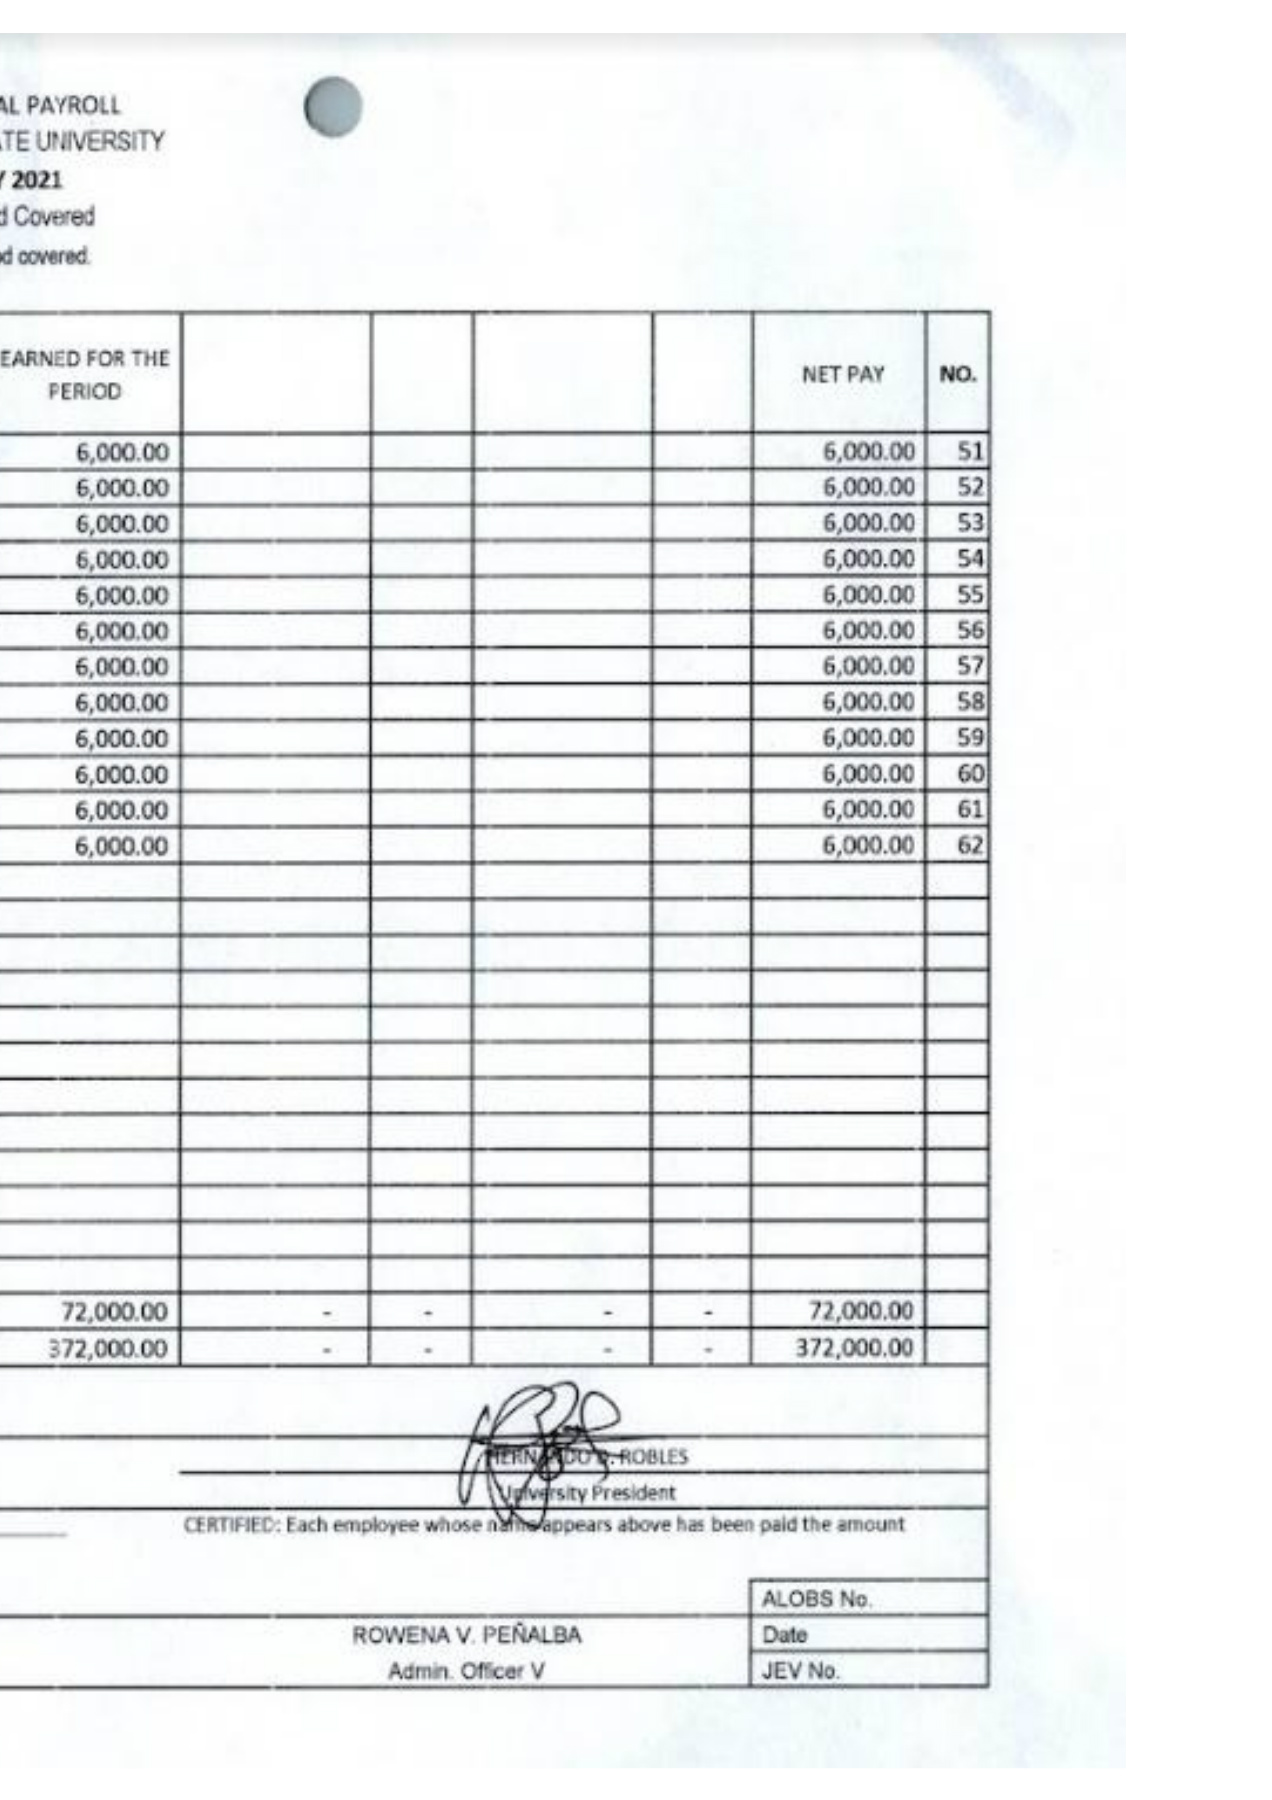 AL PAYROLL
ATE UNIVERSITY
Y 2021
d Covered
od covered.
EARNED FOR THE PERIOD NET PAY NO.
6,000.00 6,000.00 51
6,000.00 6,000.00 52
6,000.00 6,000.00 53
6,000.00 6,000.00 54
6,000.00 6,000.00 55
6,000.00 6,000.00 56
6,000.00 6,000.00 57
6,000.00 6,000.00 58
6,000.00 6,000.00 59
6,000.00 6,000.00 60
6,000.00 6,000.00 61
6,000.00 6,000.00 62
72,000.00 - - - - 72,000.00
372,000.00 - - - - 372,000.00
HERNANDO D. ROBLES
University President
CERTIFIED: Each employee whose name appears above has been paid the amount
ALOBS No.
ROWENA V. PEÑALBA Date
Admin. Officer V JEV No.